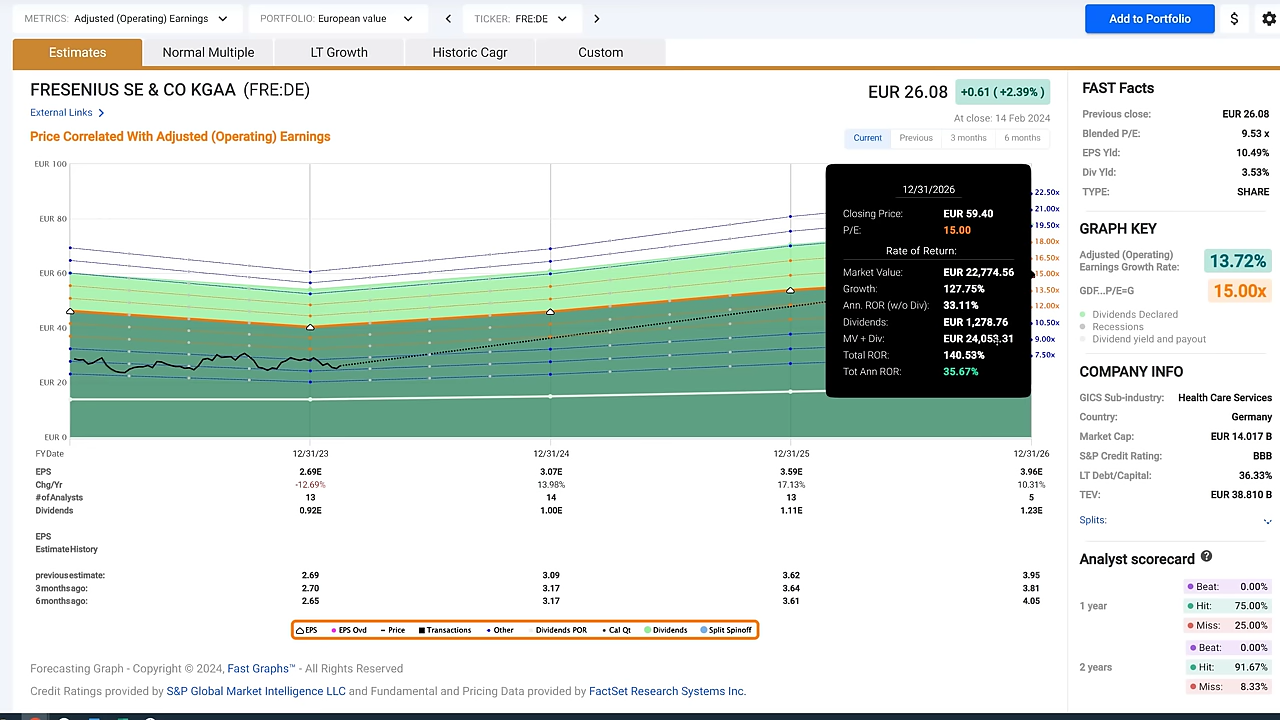 METRICS: Adjusted (Operating) Earnings PORTFOLIO: European value TICKER: FRE:DE Add to Portfolio $
Estimates Normal Multiple LT Growth Historic Cagr Custom
FRESENIUS SE & CO KGAA (FRE:DE)
EUR 26.08 +0.61 ( +2.39% )
External Links
At close: 14 Feb 2024
Price Correlated With Adjusted (Operating) Earnings
Current Previous 3 months 6 months
EUR 100
EUR 80
EUR 60
EUR 40
EUR 20
EUR 0
12/31/2026
Closing Price: EUR 59.40
P/E: 15.00
Rate of Return:
Market Value: EUR 22,774.56
Growth: 127.75%
Ann. ROR (w/o Div): 33.11%
Dividends: EUR 1,278.76
MV + Div: EUR 24,053.31
Total ROR: 140.53%
Tot Ann ROR: 35.67%
22.50x
21.00x
19.50x
18.00x
16.50x
15.00x
13.50x
12.00x
10.50x
9.00x
7.50x
FYDate 12/31/23 12/31/24 12/31/25 12/31/26
EPS 2.69E 3.07E 3.59E 3.96E
Chg/Yr -12.69% 13.98% 17.13% 10.31%
#ofAnalysts 13 14 13 5
Dividends 0.92E 1.00E 1.11E 1.23E
EPS
EstimateHistory
previousestimate: 2.69 3.09 3.62 3.95
3monthsago: 2.70 3.17 3.64 3.81
6monthsago: 2.65 3.17 3.61 4.05
EPS EPS Ovd Price Transactions Other Dividends POR Cal Qt Dividends Split Spinoff
Forecasting Graph - Copyright © 2024, Fast Graphs™ - All Rights Reserved
Credit Ratings provided by S&P Global Market Intelligence LLC and Fundamental and Pricing Data provided by FactSet Research Systems Inc.
FAST Facts
Previous close: EUR 26.08
Blended P/E: 9.53 x
EPS Yld: 10.49%
Div Yld: 3.53%
TYPE: SHARE
GRAPH KEY
Adjusted (Operating)
Earnings Growth Rate: 13.72%
GDF...P/E=G 15.00x
Dividends Declared
Recessions
Dividend yield and payout
COMPANY INFO
GICS Sub-industry: Health Care Services
Country: Germany
Market Cap: EUR 14.017 B
S&P Credit Rating: BBB
LT Debt/Capital: 36.33%
TEV: EUR 38.810 B
Splits:
Analyst scorecard ?
Beat: 0.00%
1 year Hit: 75.00%
Miss: 25.00%
Beat: 0.00%
2 years Hit: 91.67%
Miss: 8.33%